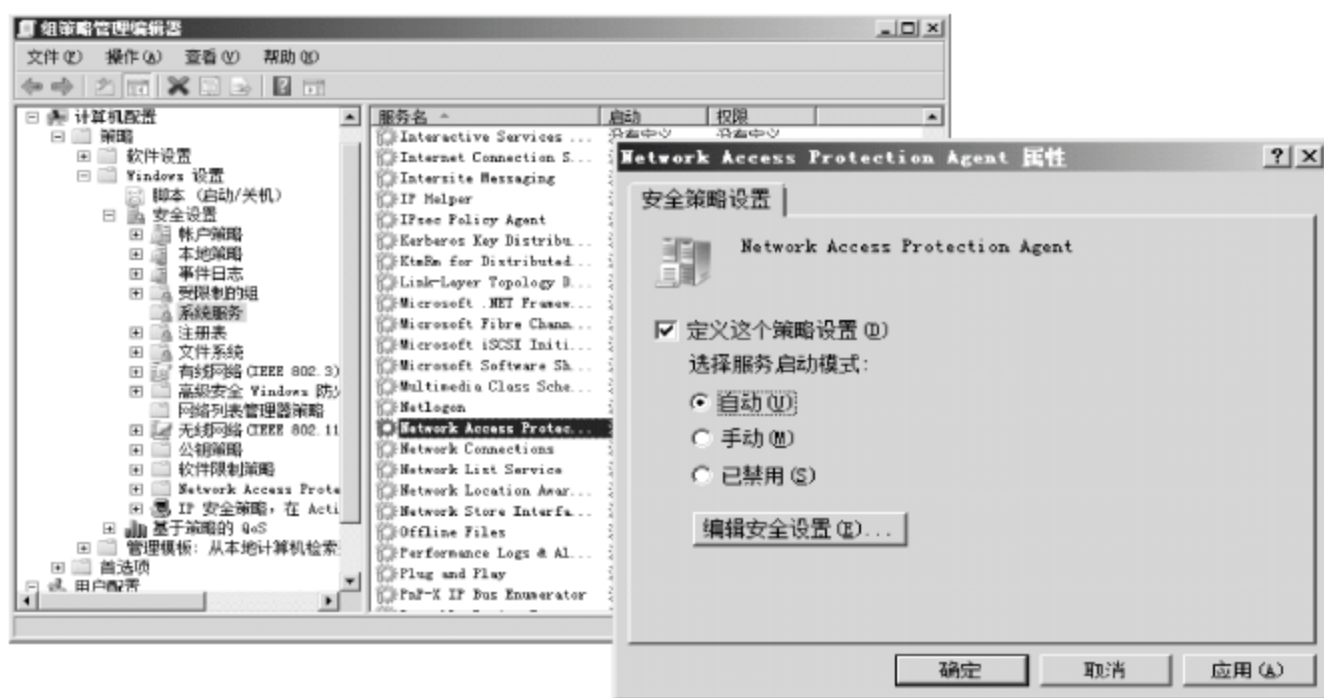 组策略管理编辑器
文件(F) 操作(A) 查看(V) 帮助(H)
计算机配置
策略
软件设置
Windows 设置
脚本 (启动/关机)
安全设置
帐户策略
本地策略
事件日志
受限制的组
系统服务
注册表
文件系统
有线网络(IEEE 802.3)
高级安全 Windows 防火
网络列表管理器策略
无线网络(IEEE 802.11
公钥策略
软件限制策略
Network Access Prote
IP 安全策略，在 Acti
基于策略的 QoS
管理模板: 从本地计算机检索
首选项
用户配置
服务名 启动 权限
Interactive Services ... 没有定义 没有定义
Internet Connection S...
Intersite Messaging
IP Helper
IPsec Policy Agent
Kerberos Key Distribu...
KtmRm for Distributed...
Link-Layer Topology D...
Microsoft .NET Framew...
Microsoft Fibre Chann...
Microsoft iSCSI Initi...
Microsoft Software Sh...
Multimedia Class Sche...
Netlogon
Network Access Protec...
Network Connections
Network List Service
Network Location Awar...
Network Store Interfa...
Offline Files
Performance Logs & Al...
Plug and Play
PnP-X IP Bus Enumerator
Network Access Protection Agent 属性
安全策略设置
Network Access Protection Agent
定义这个策略设置(D)
选择服务启动模式:
自动(U)
手动(M)
已禁用(S)
编辑安全设置(E)...
确定 取消 应用(A)